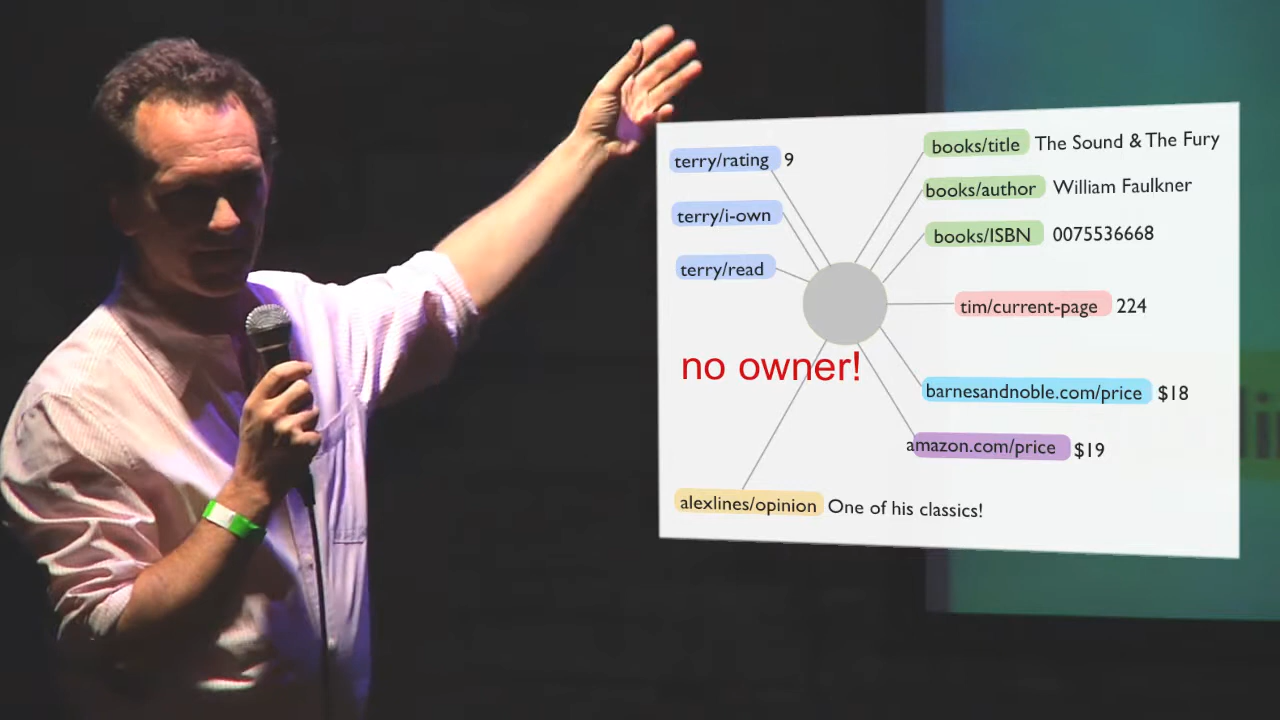 terry/rating 9
terry/i-own
terry/read
books/title The Sound & The Fury
books/author William Faulkner
books/ISBN 0075536668
tim/current-page 224
no owner!
barnesandnoble.com/price $18
amazon.com/price $19
alexlines/opinion One of his classics!